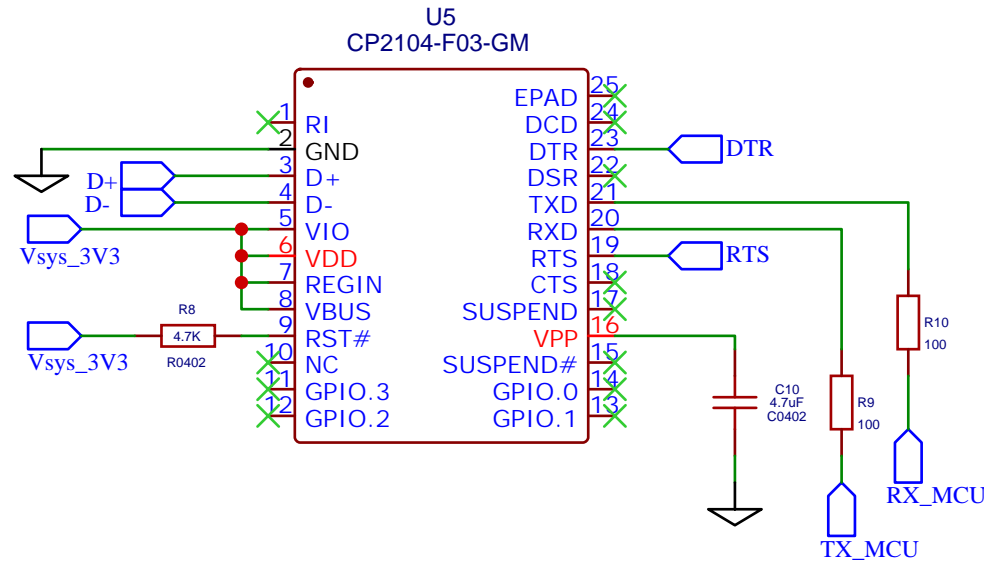 U5
CP2104-F03-GM
1 RI
2 GND
3 D+
4 D-
5 VIO
6 VDD
7 REGIN
8 VBUS
9 RST#
10 NC
11 GPIO.3
12 GPIO.2
EPAD 25
DCD 24
DTR 23
DSR 22
TXD 21
RXD 20
RTS 19
CTS 18
SUSPEND 17
VPP 16
SUSPEND# 15
GPIO.0 14
GPIO.1 13
D+
D-
Vsys_3V3
Vsys_3V3
R8
4.7K
R0402
DTR
RTS
C10
4.7uF
C0402
R9
100
R10
100
RX_MCU
TX_MCU